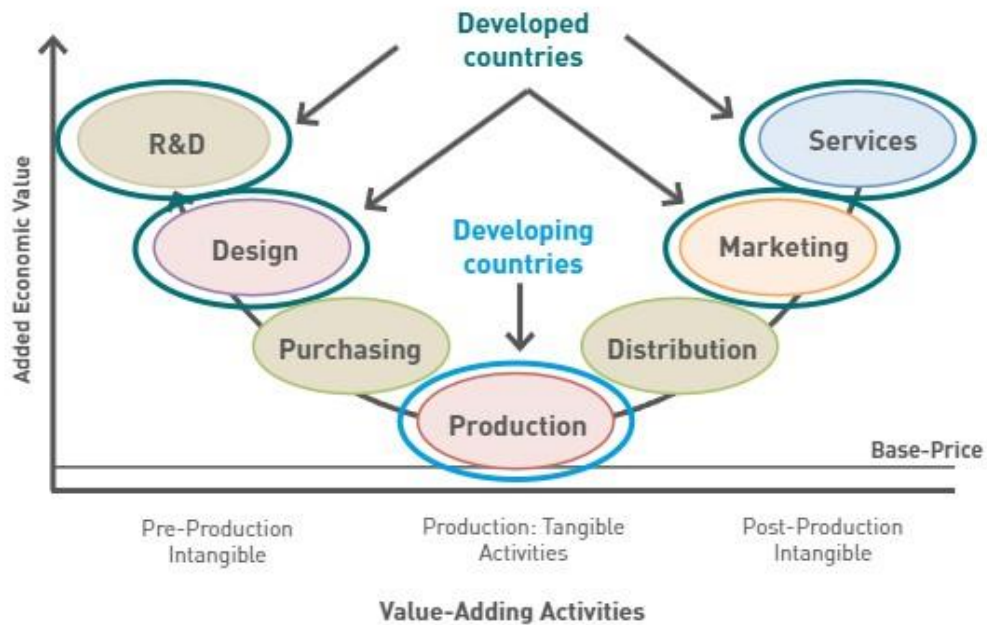 Developed
countries
R&D
Services
Design
Developing
countries
Marketing
Purchasing
Distribution
Production
Base-Price
Added Economic Value
Pre-Production
Intangible
Production: Tangible
Activities
Post-Production
Intangible
Value-Adding Activities